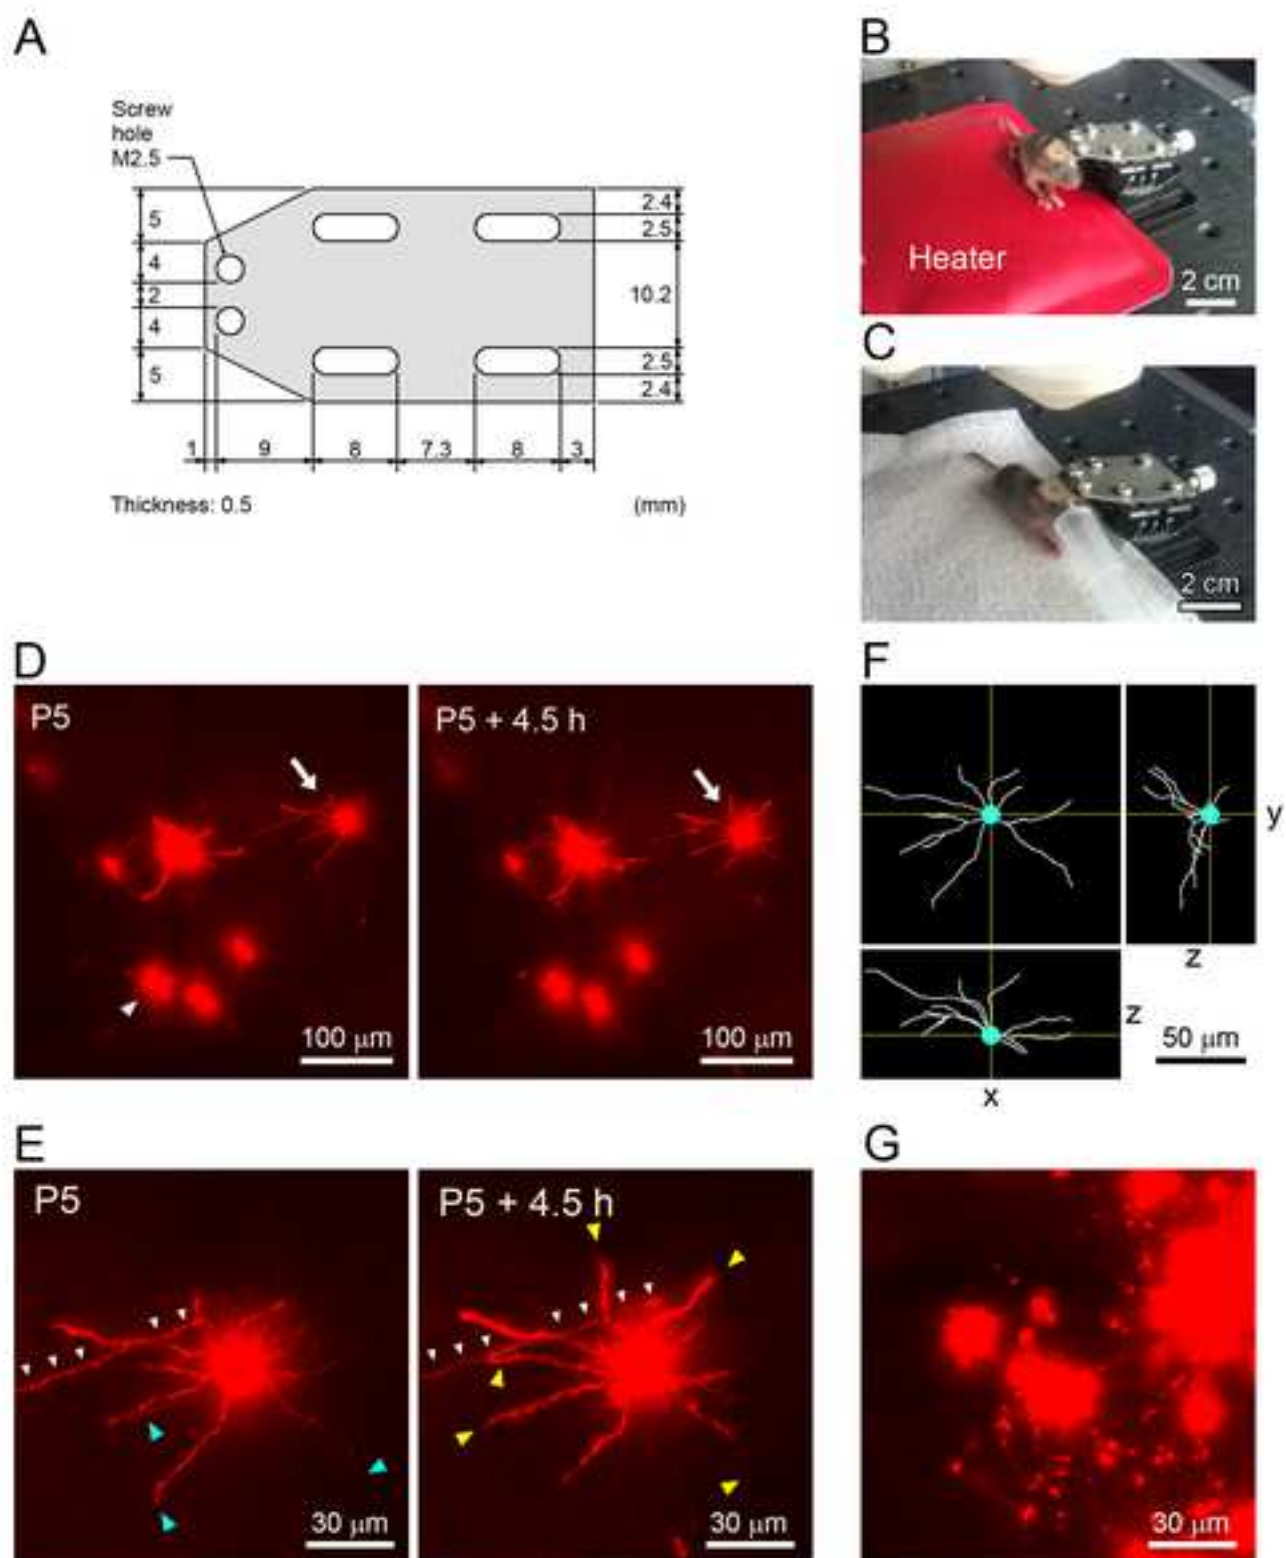 A
Screw
hole
M2.5
5
4
2
4
5
2.4
2.5
10.2
2.5
2.4
1
9
8
7.3
8
3
Thickness: 0.5
(mm)
B
Heater
2 cm
C
2 cm
D
P5
100 μm
P5 + 4.5 h
100 μm
F
y
z
z
x
50 μm
E
P5
30 μm
P5 + 4.5 h
30 μm
G
30 μm